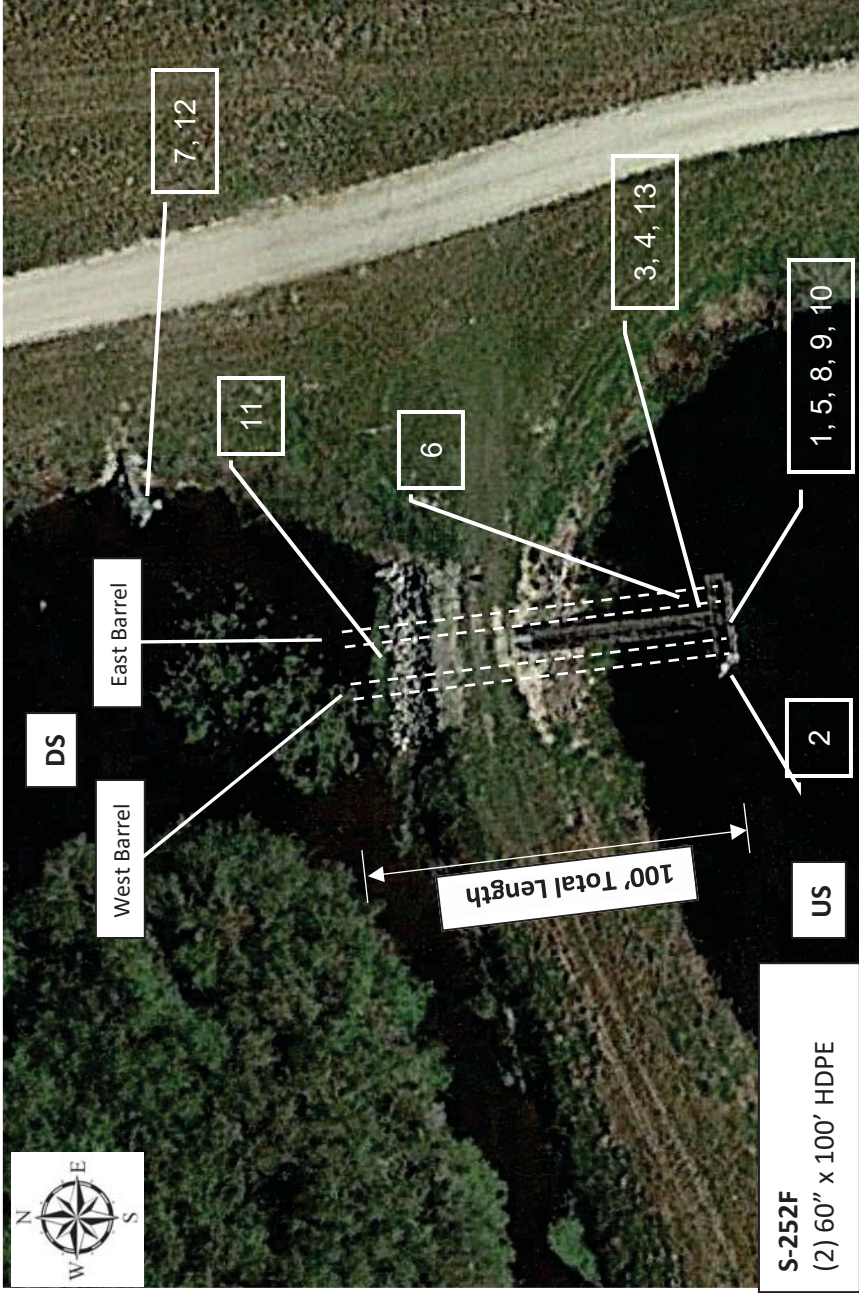 N
W
E
S
DS
West Barrel
East Barrel
7, 12
11
6
3, 4, 13
100' Total Length
1, 5, 8, 9, 10
2
US
S-252F
(2) 60” x 100’ HDPE